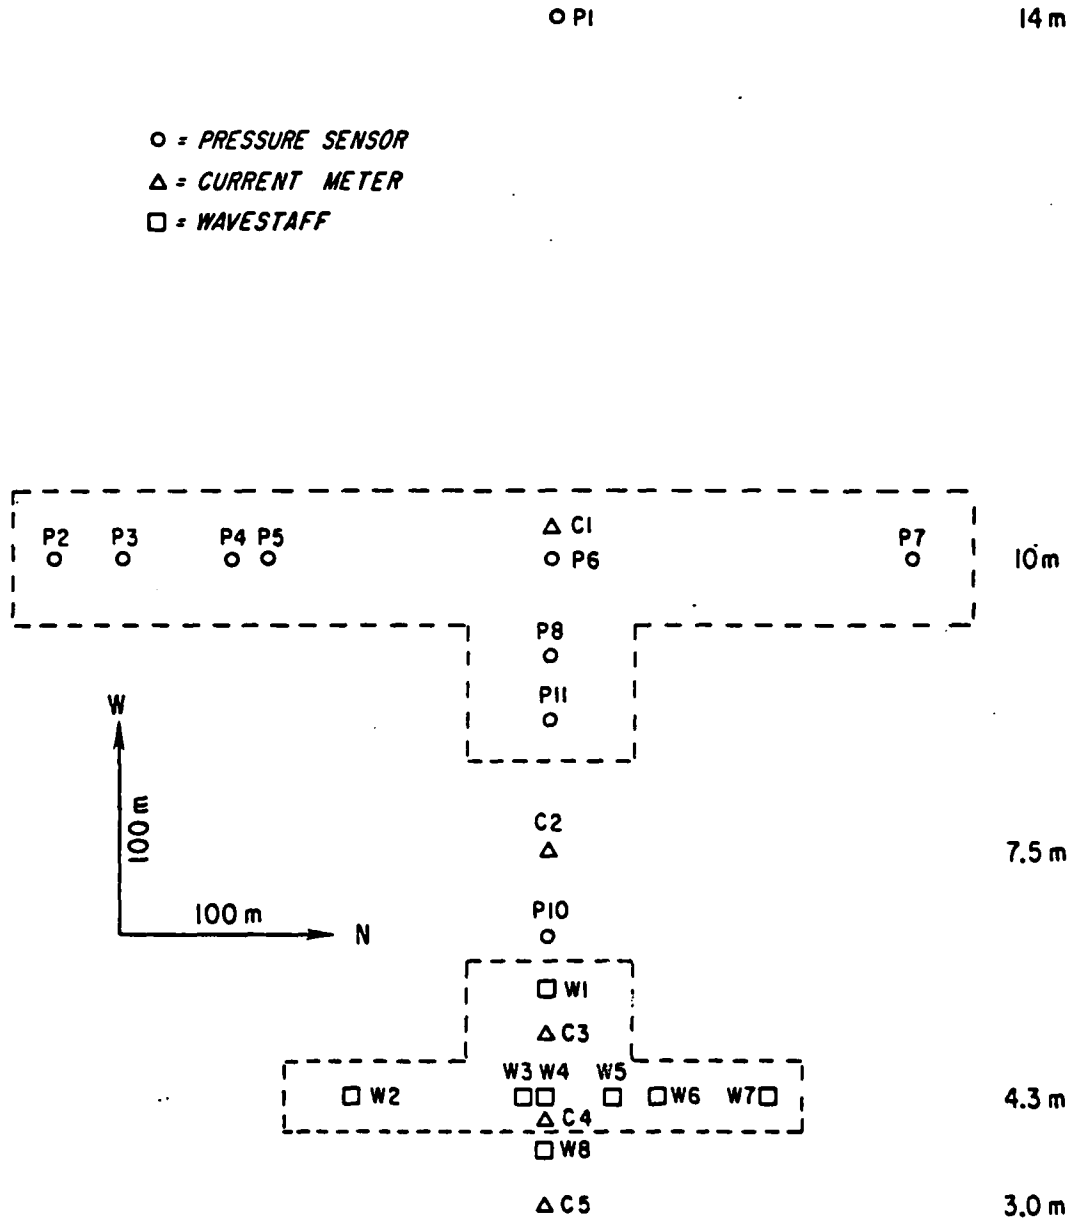 P1 14 m
O = PRESSURE SENSOR
△ = CURRENT METER
□ = WAVESTAFF
C1
P2 P3 P4 P5 P7
P6 10 m
P8
P11
W
100 m
C2
7.5 m
P10
100 m N
W1
C3
W3 W4 W5
W2 W6 W7 4.3 m
C4
W8
C5 3.0 m